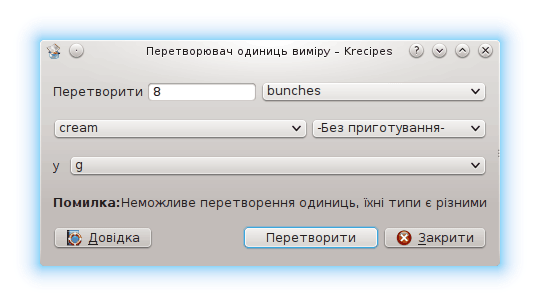 Перетворювач одиниць виміру – Krecipes
Перетворити 8 bunches
cream -Без приготування-
у g
Помилка:Неможливе перетворення одиниць, їхні типи є різними
Довідка Перетворити Закрити